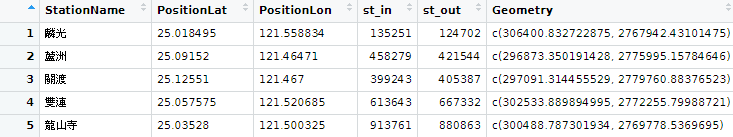 StationName PositionLat PositionLon st_in st_out Geometry
1 麟光 25.018495 121.558834 135251 124702 c(306400.832722875, 2767942.43101475)
2 蘆洲 25.09152 121.46471 458279 421544 c(296873.350191428, 2775995.15784646)
3 關渡 25.12551 121.467 399243 405387 c(297091.314455529, 2779760.88376523)
4 雙連 25.057575 121.520685 613643 667332 c(302533.889894995, 2772255.79988721)
5 龍山寺 25.03528 121.500325 913761 880863 c(300488.787301934, 2769778.5369695)